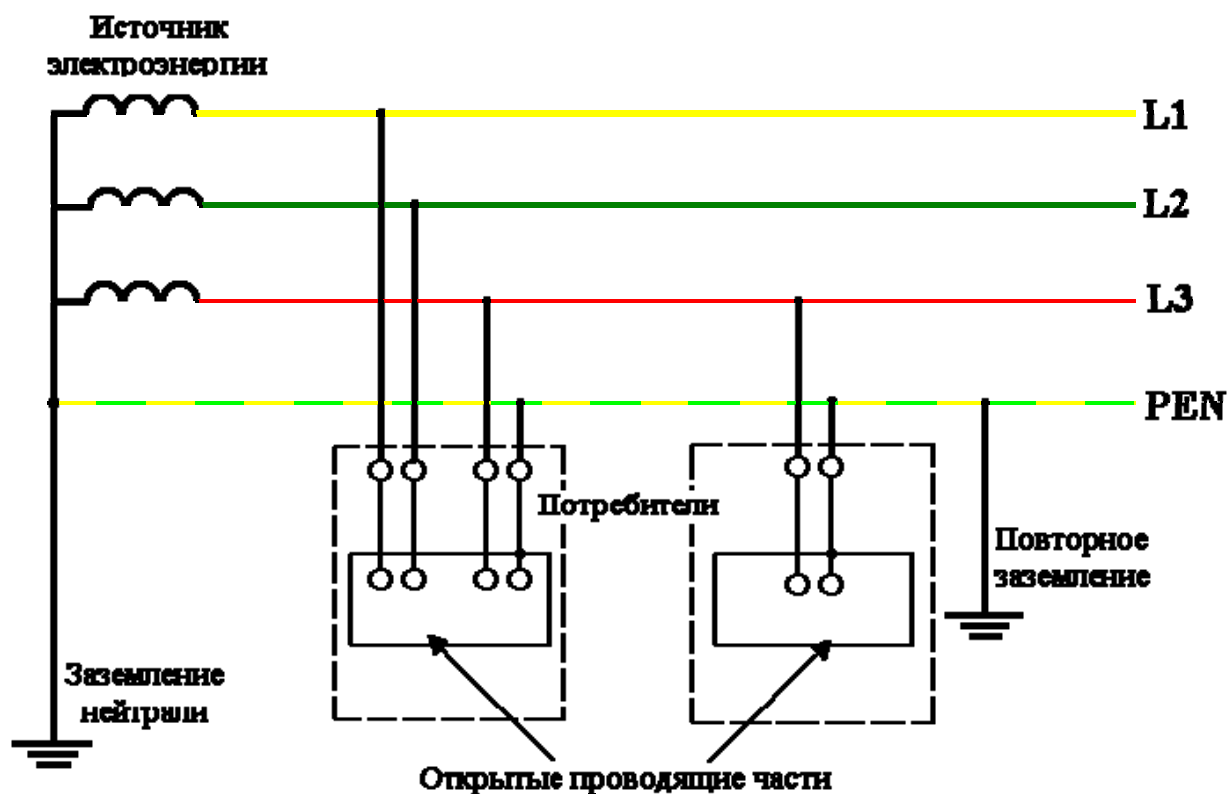 Источник
электроэнергии
L1
L2
L3
PEN
Потребители
Повторное
заземление
Заземление
нейтрали
Открытые проводящие части